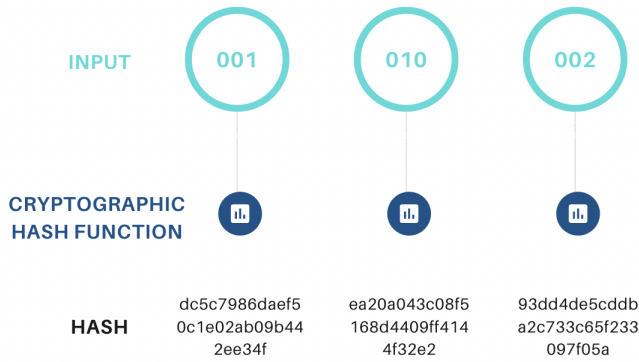 INPUT
001
010
002
CRYPTOGRAPHIC
HASH FUNCTION
HASH
dc5c7986daef5
0c1e02ab09b44
2ee34f
ea20a043c08f5
168d4409ff414
4f32e2
93dd4de5cddb
a2c733c65f233
097f05a